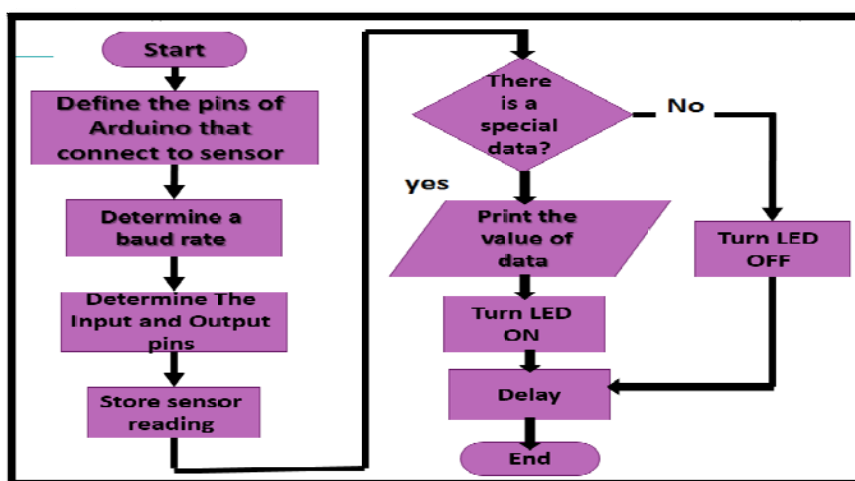 Start
Define the pins of
Arduino that
connect to sensor
Determine a
baud rate
Determine The
Input and Output
pins
Store sensor
reading
There
is a
special
data?
No
yes
Print the
value of
data
Turn LED
OFF
Turn LED
ON
Delay
End